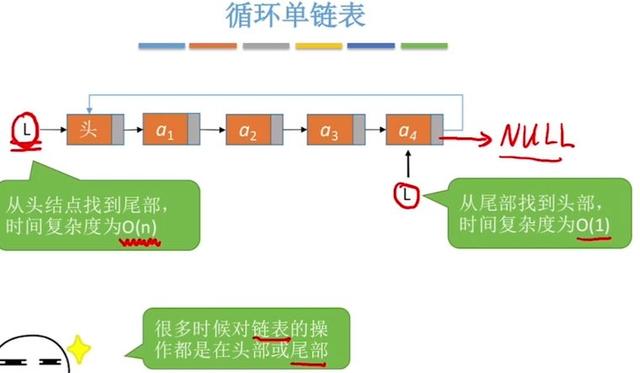 循环单链表
L
头
a1
a2
a3
a4
NULL
L
从头结点找到尾部，
时间复杂度为O(n)
从尾部找到头部，
时间复杂度为O(1)
很多时候对链表的操
作都是在头部或尾部